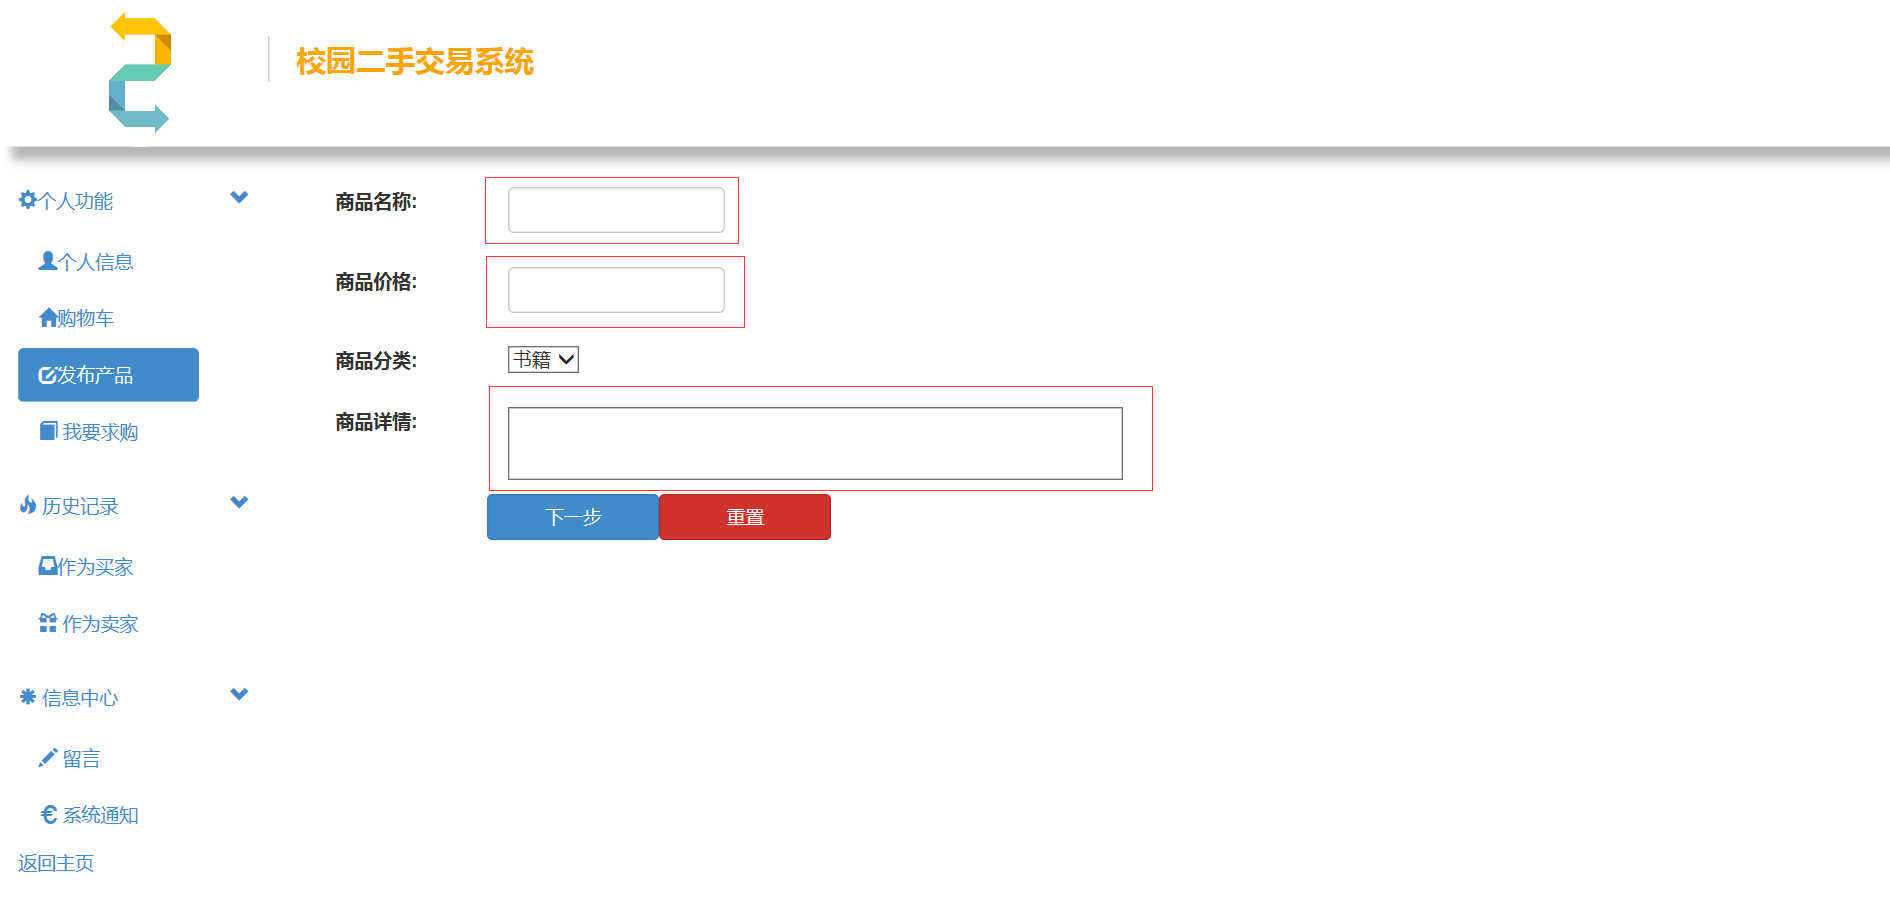 校园二手交易系统
个人功能
个人信息
购物车
发布产品
我要求购
历史记录
作为买家
作为卖家
信息中心
留言
系统通知
返回主页
商品名称:
商品价格:
商品分类:
书籍
商品详情:
下一步
重置